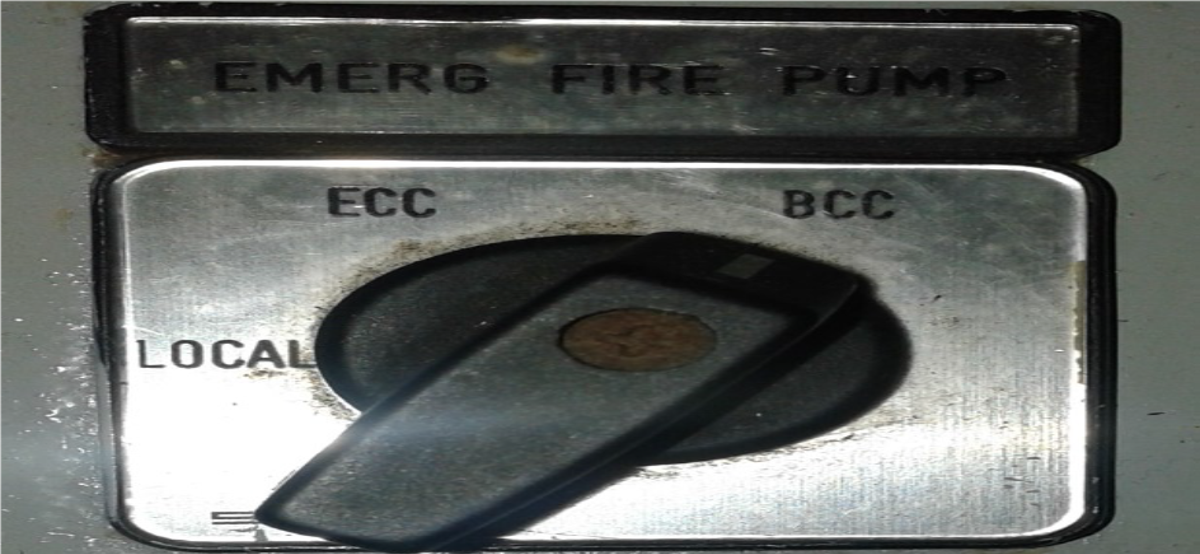 EMERG FIRE PUMP
ECC BCC
LOCAL